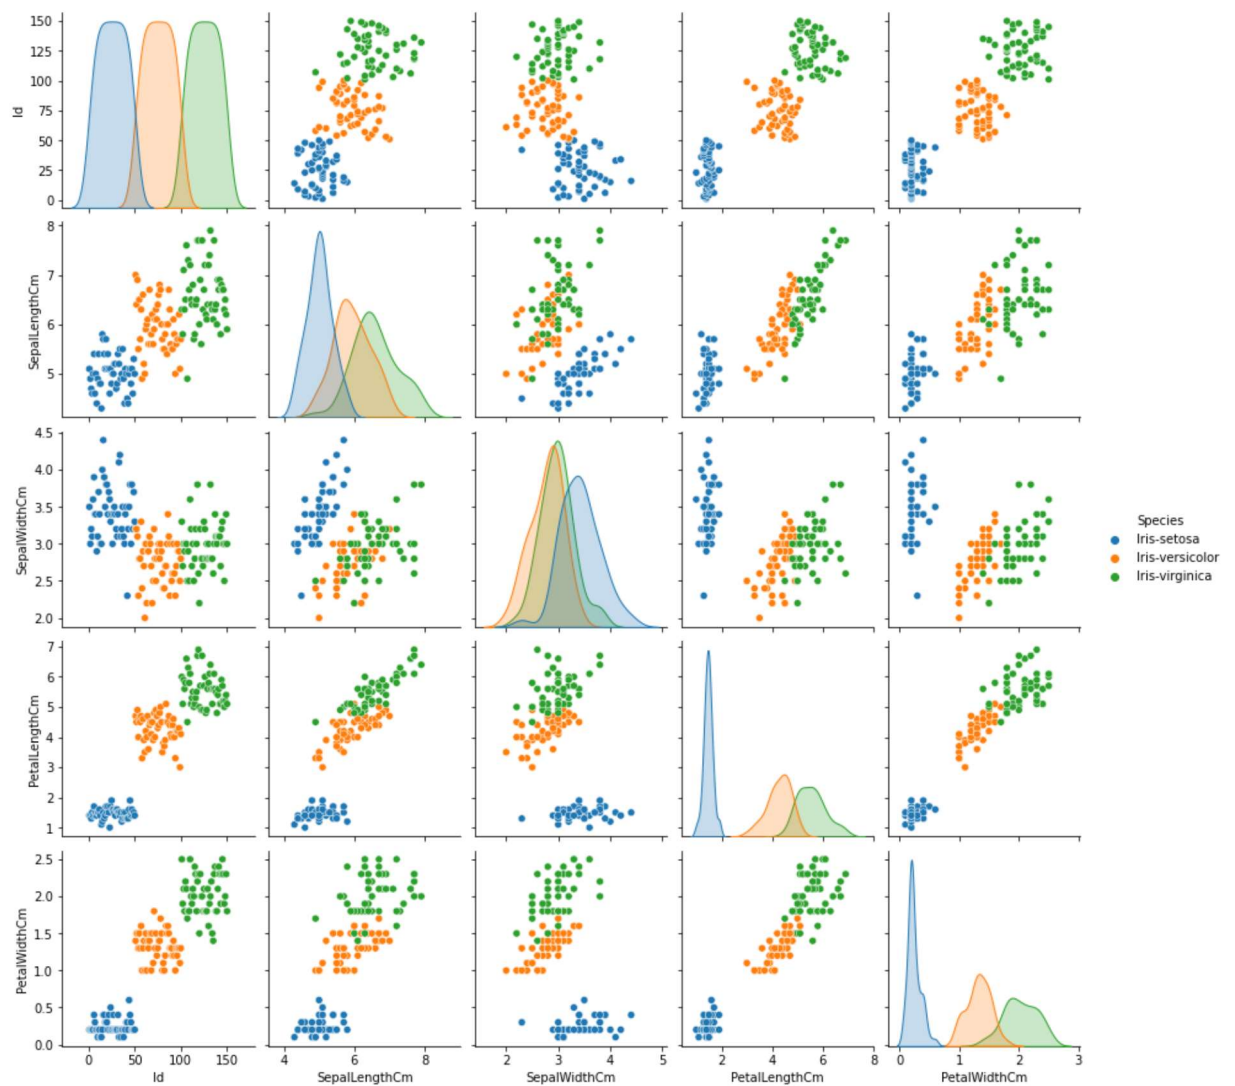 150
125
100
75
50
25
0
Id
8
7
6
5
SepalLengthCm
4.5
4.0
3.5
3.0
2.5
2.0
SepalWidthCm
Species
Iris-setosa
Iris-versicolor
Iris-virginica
7
6
5
4
3
2
1
PetalLengthCm
2.5
2.0
1.5
1.0
0.5
0.0
PetalWidthCm
0 50 100 150 4 6 8 2 3 4 5 2 4 6 8 0 1 2 3
Id SepalLengthCm SepalWidthCm PetalLengthCm PetalWidthCm